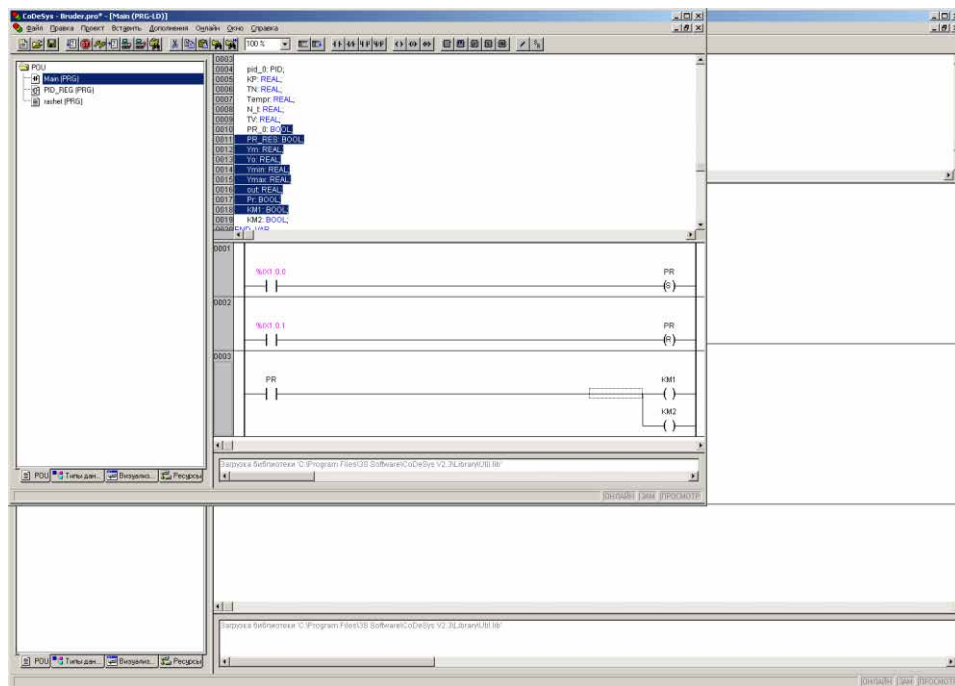 CoDeSys - Bruder.pro* - [Main (PRG-LD)]
Файл Правка Проект Вставить Дополнения Онлайн Окно Справка
100 %
POU
Main (PRG)
PID_REG (PRG)
rashet (PRG)
0003
0004 pid_0: PID;
0005 KP: REAL;
0006 TN: REAL;
0007 Tempr: REAL;
0008 N_t: REAL;
0009 TV: REAL;
0010 PR_0: BOOL;
0011 PR_RES: BOOL;
0012 Ym: REAL;
0013 Yo: REAL;
0014 Ymin: REAL;
0015 Ymax: REAL;
0016 out: REAL;
0017 Pr: BOOL;
0018 KM1: BOOL;
0019 KM2: BOOL;
0020 END_VAR
0001
%IX1.0.0 PR
(S)
0002
%IX1.0.1 PR
(R)
0003
PR KM1
( )
KM2
( )
Загрузка библиотеки 'C:\Program Files\3S Software\CoDeSys V2.3\Library\Util.lib'
POU Типы дан... Визуализ... Ресурсы
ОНЛАЙН ЗАМ ПРОСМОТР
Загрузка библиотеки 'C:\Program Files\3S Software\CoDeSys V2.3\Library\Util.lib'
POU Типы дан... Визуализ... Ресурсы
ОНЛАЙН ЗАМ ПРОСМОТР